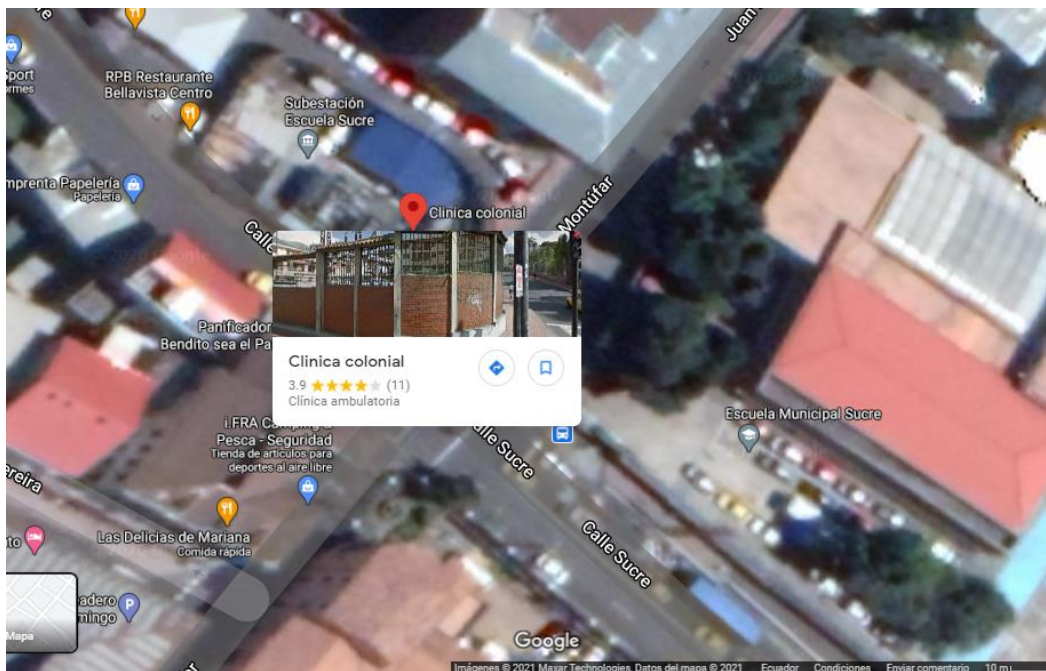 Juan
Sport
RPB Restaurante
Bellavista Centro
Subestación
Escuela Sucre
mprenta Papelería
Papelería
Clinica colonial
Montúfar
Calle
Panificador
Bendito sea el Pa
Clinica colonial
3.9
(11)
Clínica ambulatoria
Pesca - Seguridad
Tienda de artículos para
deportes al aire libre
Calle Sucre
Escuela Municipal Sucre
ereira
Las Delicias de Mariana
Comida rápida
Calle Sucre
to
adero
P
mingo
Mapa
Google
Imágenes © 2021 Maxar Technologies, Datos del mapa © 2021 Ecuador Condiciones Enviar comentario 10 m